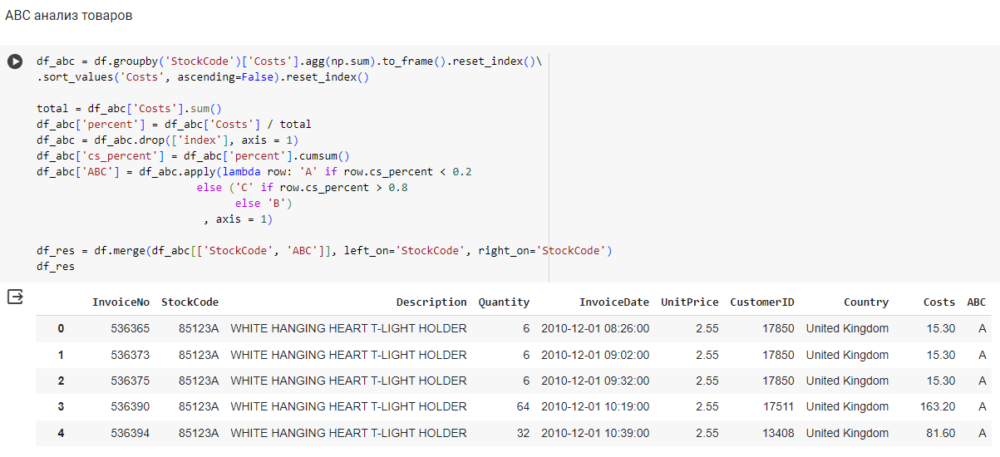 ABC анализ товаров
df_abc = df.groupby('StockCode')['Costs'].agg(np.sum).to_frame().reset_index()\
.sort_values('Costs', ascending=False).reset_index()
total = df_abc['Costs'].sum()
df_abc['percent'] = df_abc['Costs'] / total
df_abc = df_abc.drop(['index'], axis = 1)
df_abc['cs_percent'] = df_abc['percent'].cumsum()
df_abc['ABC'] = df_abc.apply(lambda row: 'A' if row.cs_percent < 0.2
else ('C' if row.cs_percent > 0.8
else 'B')
, axis = 1)
df_res = df.merge(df_abc[['StockCode', 'ABC']], left_on='StockCode', right_on='StockCode')
df_res
InvoiceNo StockCode Description Quantity InvoiceDate UnitPrice CustomerID Country Costs ABC
0 536365 85123A WHITE HANGING HEART T-LIGHT HOLDER 6 2010-12-01 08:26:00 2.55 17850 United Kingdom 15.30 A
1 536373 85123A WHITE HANGING HEART T-LIGHT HOLDER 6 2010-12-01 09:02:00 2.55 17850 United Kingdom 15.30 A
2 536375 85123A WHITE HANGING HEART T-LIGHT HOLDER 6 2010-12-01 09:32:00 2.55 17850 United Kingdom 15.30 A
3 536390 85123A WHITE HANGING HEART T-LIGHT HOLDER 64 2010-12-01 10:19:00 2.55 17511 United Kingdom 163.20 A
4 536394 85123A WHITE HANGING HEART T-LIGHT HOLDER 32 2010-12-01 10:39:00 2.55 13408 United Kingdom 81.60 A